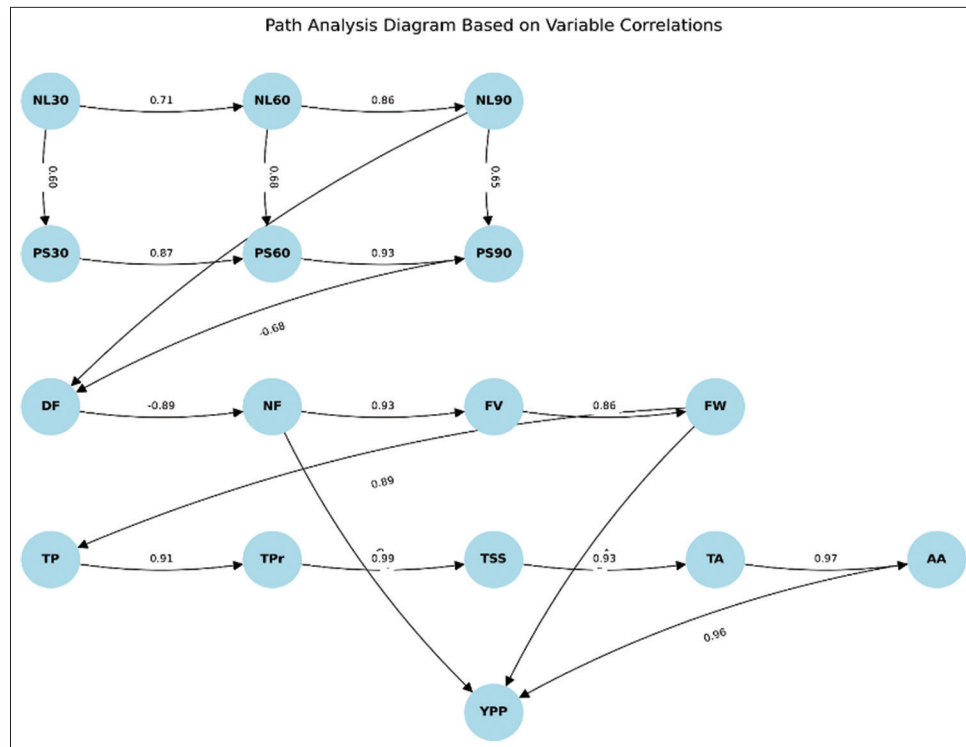 Path Analysis Diagram Based on Variable Correlations
NL30 0.71 NL60 0.86 NL90
0.60 0.68 0.65
PS30 0.87 PS60 0.93 PS90
-0.68
DF -0.89 NF 0.93 FV 0.86 FW
0.89
TP 0.91 TPr 0.99 TSS 0.93 TA 0.97 AA
0.96
YPP